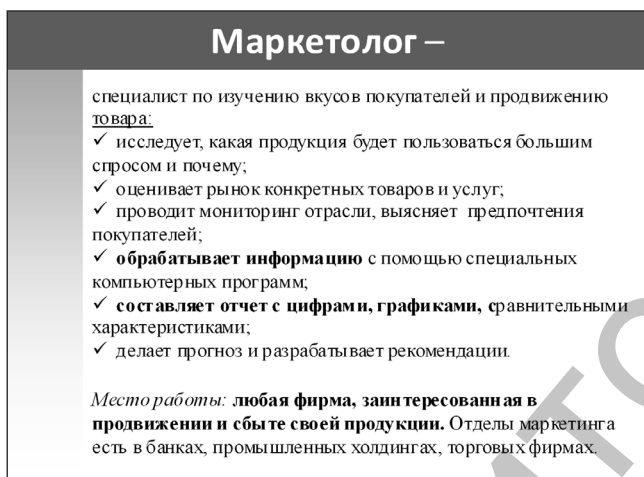 Маркетолог –
специалист по изучению вкусов покупателей и продвижению
товара:
✓ исследует, какая продукция будет пользоваться большим
спросом и почему;
✓ оценивает рынок конкретных товаров и услуг;
✓ проводит мониторинг отрасли, выясняет предпочтения
покупателей;
✓ обрабатывает информацию с помощью специальных
компьютерных программ;
✓ составляет отчет с цифрами, графиками, сравнительными
характеристиками;
✓ делает прогноз и разрабатывает рекомендации.
Место работы: любая фирма, заинтересованная в
продвижении и сбыте своей продукции. Отделы маркетинга
есть в банках, промышленных холдингах, торговых фирмах.